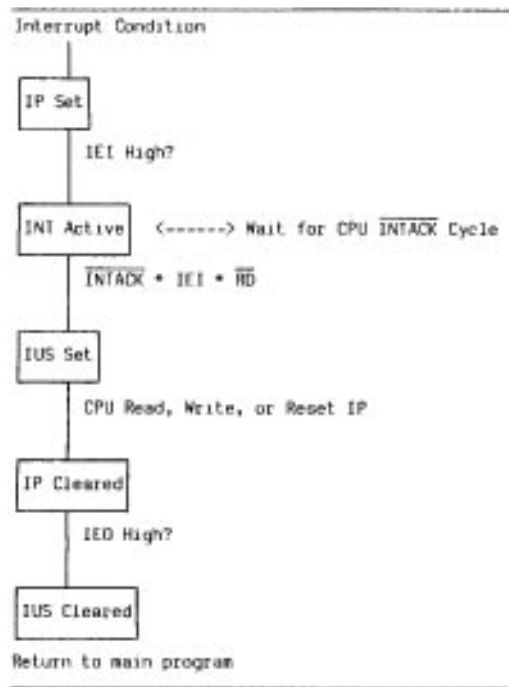 Interrupt Condition
IP Set
IEI High?
INT Active <------> Wait for CPU INTACK Cycle
INTACK * IEI * RD
IUS Set
CPU Read, Write, or Reset IP
IP Cleared
IEO High?
IUS Cleared
Return to main program